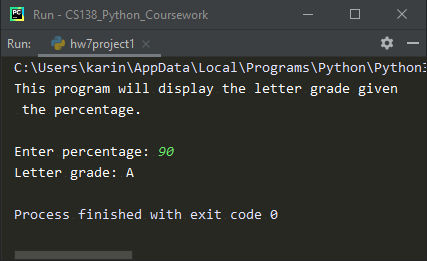 Run - CS138_Python_Coursework
Run: hw7project1
C:\Users\karin\AppData\Local\Programs\Python\Python3
This program will display the letter grade given
the percentage.
Enter percentage: 90
Letter grade: A
Process finished with exit code 0